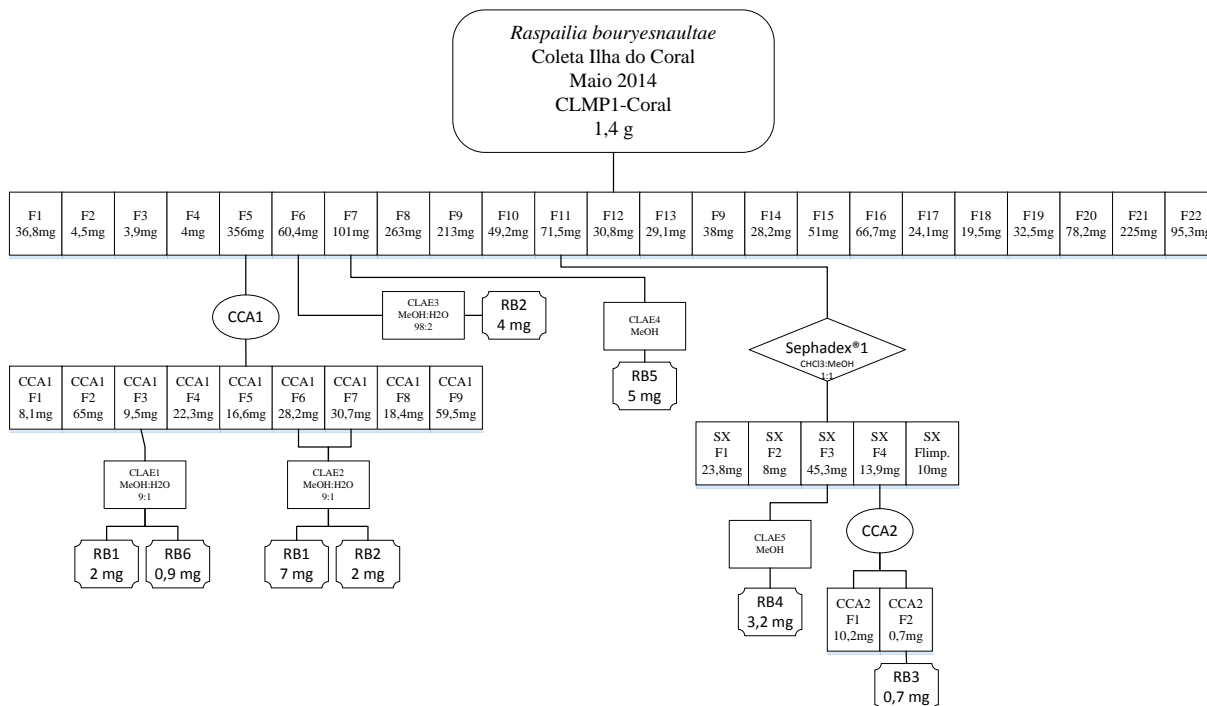 Raspailia bouryesnaultae
Coleta Ilha do Coral
Maio 2014
CLMP1-Coral
1,4 g
F1
36,8mg
F2
4,5mg
F3
3,9mg
F4
4mg
F5
356mg
F6
60,4mg
F7
101mg
F8
263mg
F9
213mg
F10
49,2mg
F11
71,5mg
F12
30,8mg
F13
29,1mg
F9
38mg
F14
28,2mg
F15
51mg
F16
66,7mg
F17
24,1mg
F18
19,5mg
F19
32,5mg
F20
78,2mg
F21
225mg
F22
95,3mg
CCA1
CLAE3
MeOH:H2O
98:2
RB2
4 mg
CLAE4
MeOH
RB5
5 mg
Sephadex®1
CHCl3:MeOH
1:1
CCA1
F1
8,1mg
CCA1
F2
65mg
CCA1
F3
9,5mg
CCA1
F4
22,3mg
CCA1
F5
16,6mg
CCA1
F6
28,2mg
CCA1
F7
30,7mg
CCA1
F8
18,4mg
CCA1
F9
59,5mg
SX
F1
23,8mg
SX
F2
8mg
SX
F3
45,3mg
SX
F4
13,9mg
SX
Flimp.
10mg
CLAE1
MeOH:H2O
9:1
CLAE2
MeOH:H2O
9:1
RB1
2 mg
RB6
0,9 mg
RB1
7 mg
RB2
2 mg
CLAE5
MeOH
CCA2
RB4
3,2 mg
CCA2
F1
10,2mg
CCA2
F2
0,7mg
RB3
0,7 mg